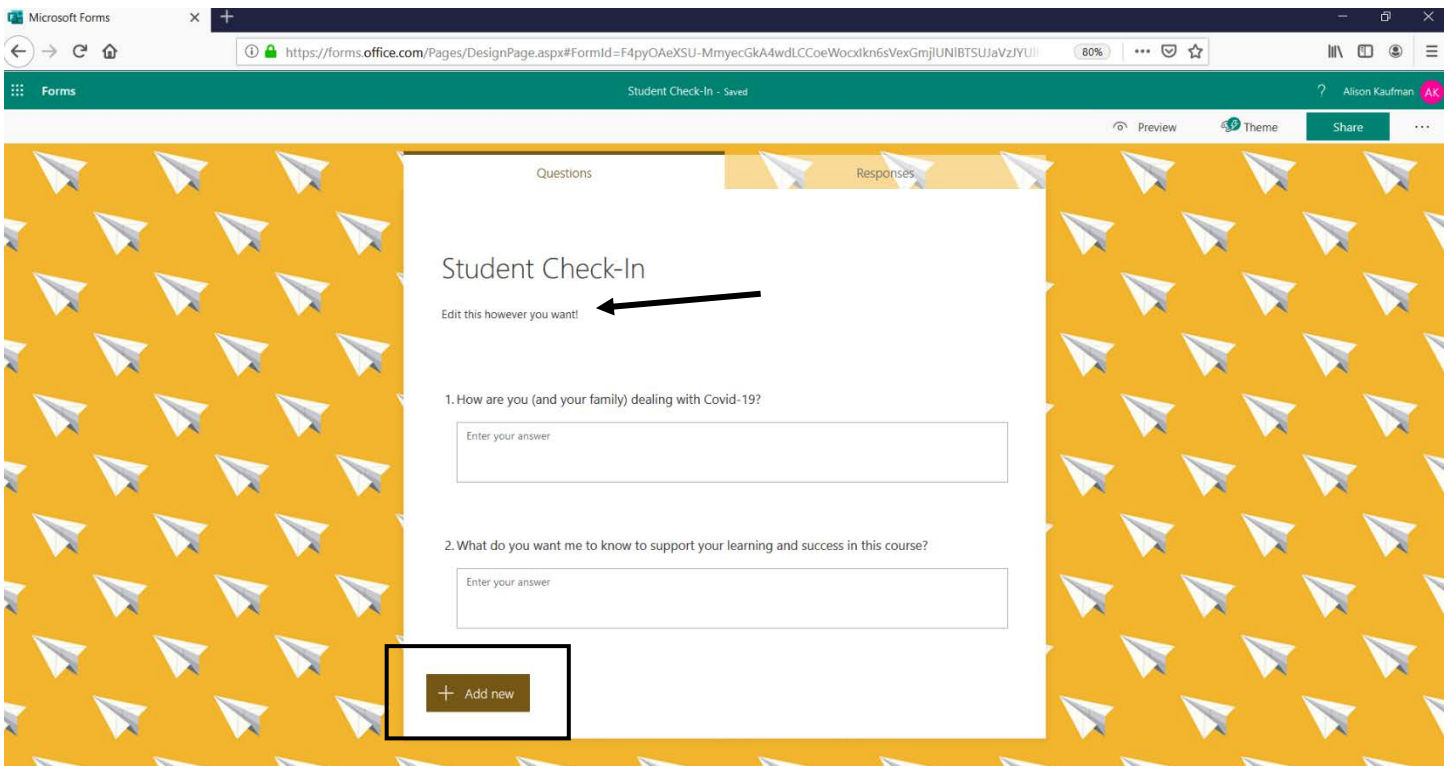 Microsoft Forms
https://forms.office.com/Pages/DesignPage.aspx#FormId=F4pyOAeXSU-MmyecGkA4wdLCCoeWocxIkn6sVexGmjlUNlBTSUJaVzJYUl
80%
Forms
Student Check-In - Saved
? Alison Kaufman AK
Preview
Theme
Share
Questions
Responses
Student Check-In
Edit this however you want!
1. How are you (and your family) dealing with Covid-19?
Enter your answer
2. What do you want me to know to support your learning and success in this course?
Enter your answer
+ Add new